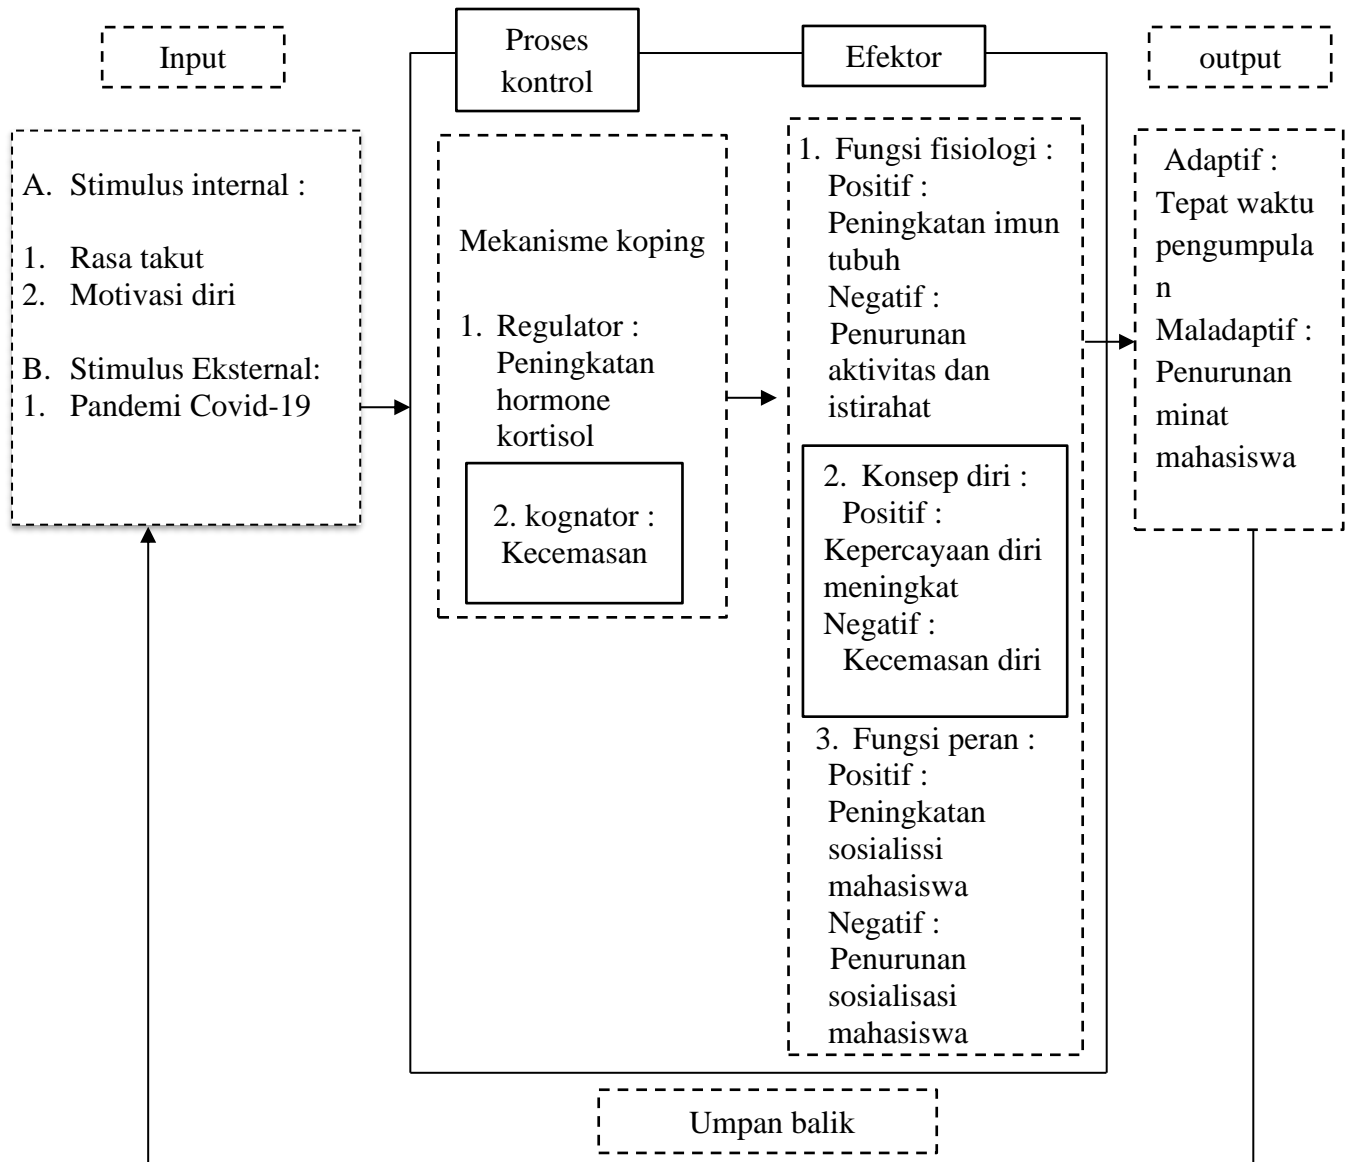 Input
Proses
kontrol
Efektor
output
A. Stimulus internal :
1. Rasa takut
2. Motivasi diri
B. Stimulus Eksternal:
1. Pandemi Covid-19
Mekanisme koping
1. Regulator :
Peningkatan
hormone
kortisol
2. kognator :
Kecemasan
1. Fungsi fisiologi :
Positif :
Peningkatan imun
tubuh
Negatif :
Penurunan
aktivitas dan
istirahat
2. Konsep diri :
Positif :
Kepercayaan diri
meningkat
Negatif :
Kecemasan diri
3. Fungsi peran :
Positif :
Peningkatan
sosialissi
mahasiswa
Negatif :
Penurunan
sosialisasi
mahasiswa
Adaptif :
Tepat waktu
pengumpula
n
Maladaptif :
Penurunan
minat
mahasiswa
Umpan balik